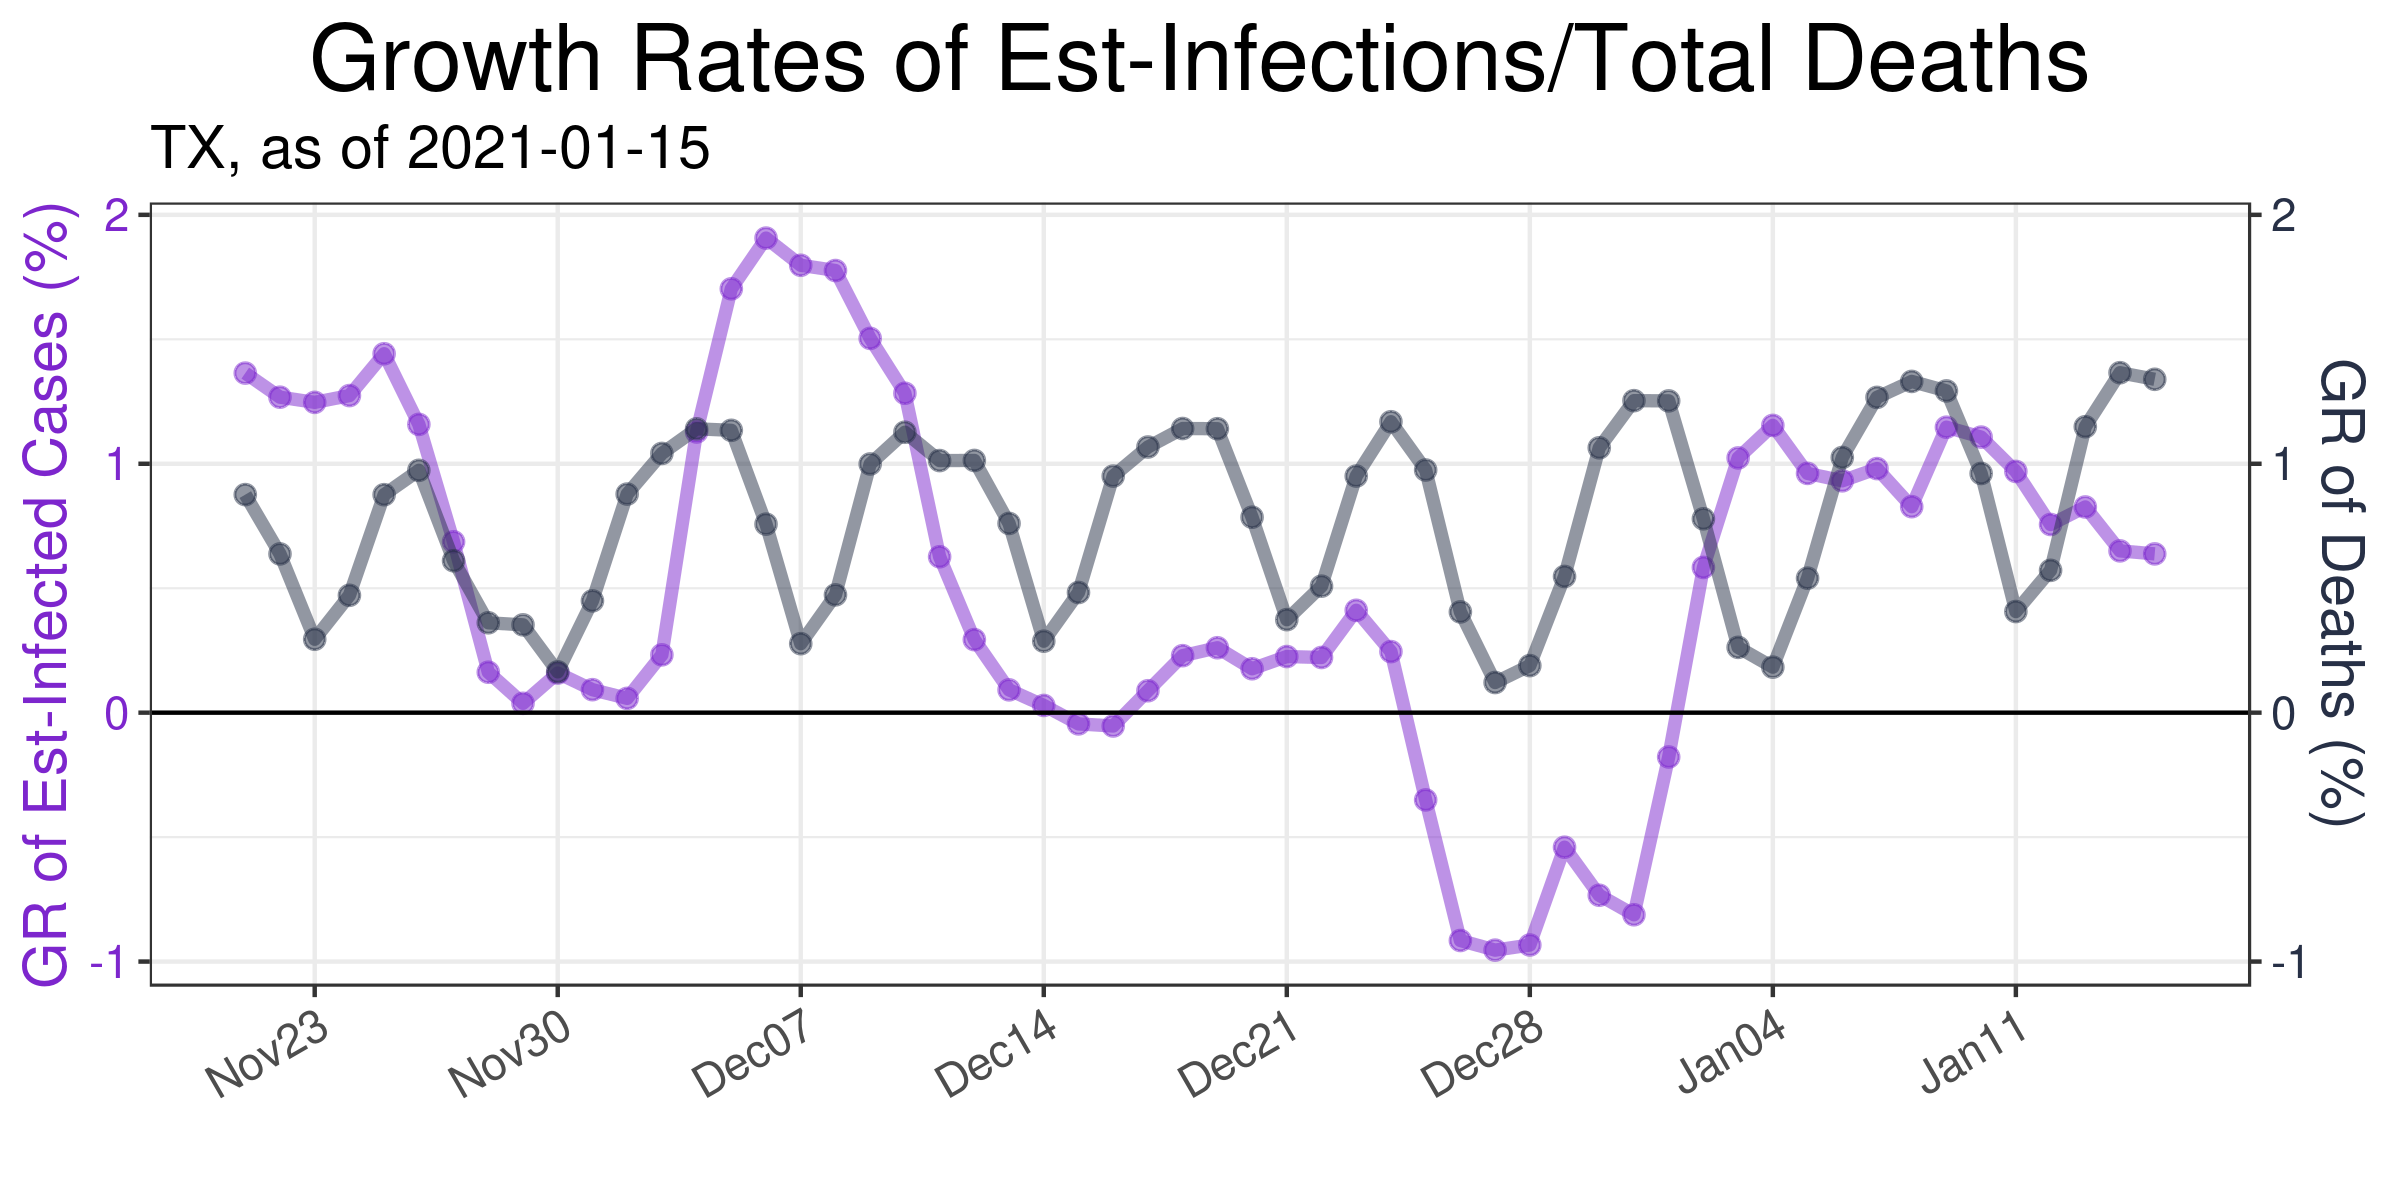 Growth Rates of Est-Infections/Total Deaths
TX, as of 2021-01-15
GR of Est-Infected Cases (%)
2
1
0
-1
2
1
0
-1
GR of Deaths (%)
Nov23
Nov30
Dec07
Dec14
Dec21
Dec28
Jan04
Jan11